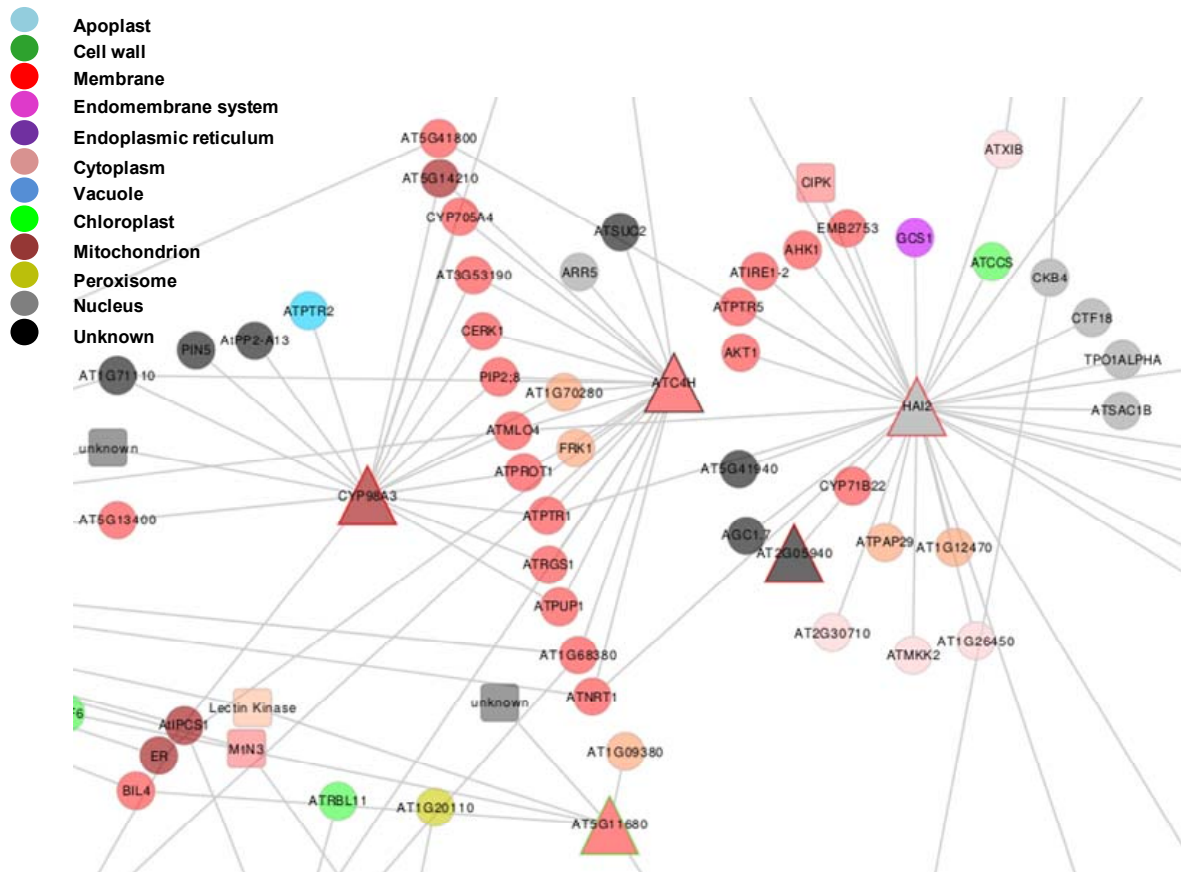 Apoplast
Cell wall
Membrane
Endomembrane system
Endoplasmic reticulum
Cytoplasm
Vacuole
Chloroplast
Mitochondrion
Peroxisome
Nucleus
Unknown
AT5G41800
AT5G14210
CYP705A4
ATSUC2
AT3G53190
ARR5
ATPTR2
CERK1
AtPP2-A13
PIN5
AT1G71110
PIP2;8
AT1G70280
ATC4H
ATMLO4
FRK1
unknown
ATPROT1
CYP98A3
AT5G13400
ATPTR1
ATRGS1
ATPUP1
AT1G68380
ATNRT1
unknown
Lectin Kinase
F6
AtIPCS1
MtN3
ER
BIL4
ATRBL11
AT1G20110
AT1G09380
AT5G11680
ATXIB
CIPK
EMB2753
GCS1
AHK1
ATCCS
ATIRE1-2
CKB4
ATPTR5
CTF18
AKT1
TPO1ALPHA
HAI2
ATSAC1B
AT5G41940
CYP71B22
AGC1.7
AT2G05940
ATPAP29
AT1G12470
AT2G30710
ATMKK2
AT1G26450